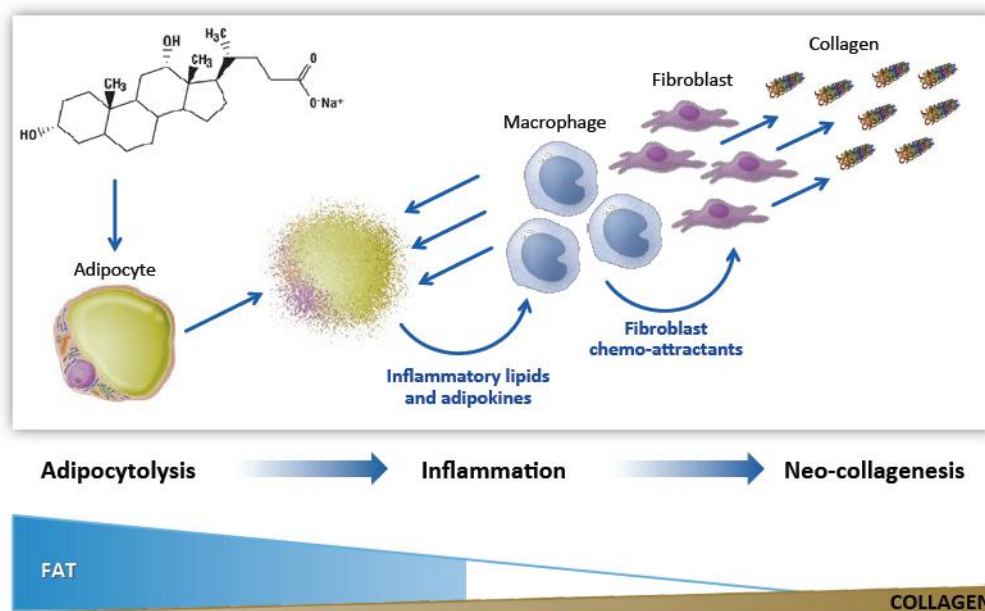 OH
H₃C
CH₃
O
CH₃
O⁻Na⁺
HO
Collagen
Fibroblast
Macrophage
Adipocyte
Inflammatory lipids
and adipokines
Fibroblast
chemo-attractants
Adipocytolysis
Inflammation
Neo-collagenesis
FAT
COLLAGEN